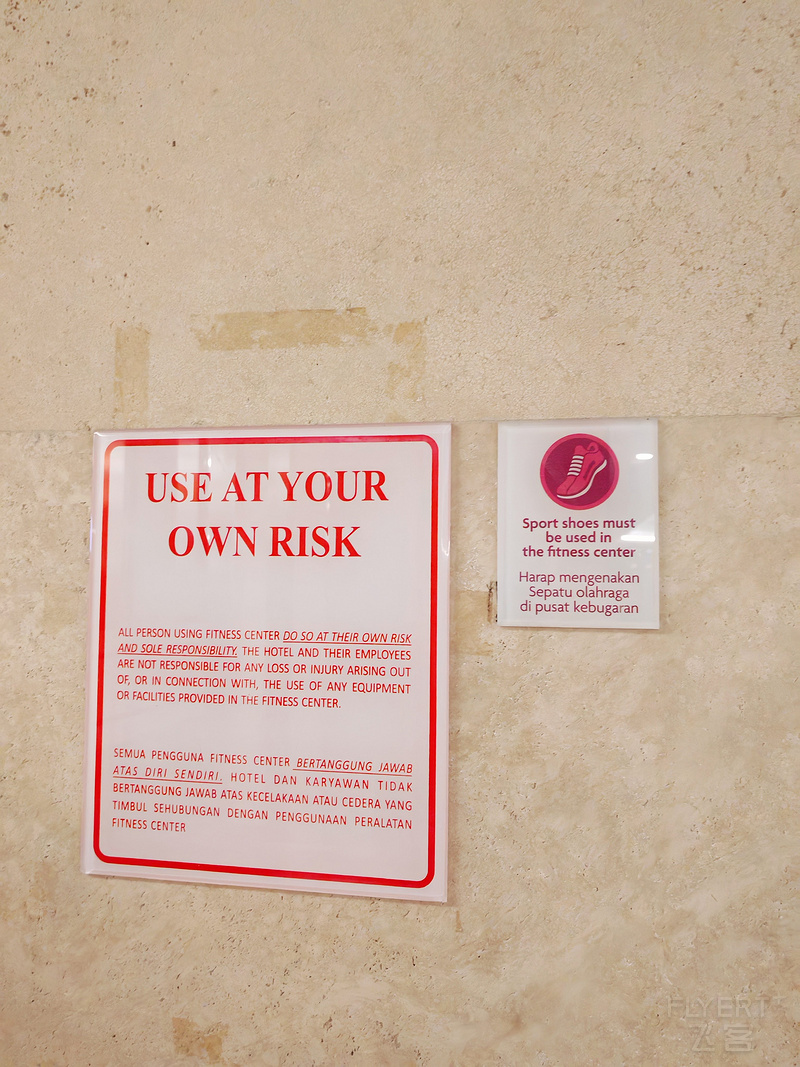 USE AT YOUR
OWN RISK
ALL PERSON USING FITNESS CENTER DO SO AT THEIR OWN RISK
AND SOLE RESPONSIBILITY. THE HOTEL AND THEIR EMPLOYEES
ARE NOT RESPONSIBLE FOR ANY LOSS OR INJURY ARISING OUT
OF, OR IN CONNECTION WITH, THE USE OF ANY EQUIPMENT
OR FACILITIES PROVIDED IN THE FITNESS CENTER.
SEMUA PENGGUNA FITNESS CENTER BERTANGGUNG JAWAB
ATAS DIRI SENDIRI. HOTEL DAN KARYAWAN TIDAK
BERTANGGUNG JAWAB ATAS KECELAKAAN ATAU CEDERA YANG
TIMBUL SEHUBUNGAN DENGAN PENGGUNAAN PERALATAN
FITNESS CENTER
Sport shoes must
be used in
the fitness center
Harap mengenakan
Sepatu olahraga
di pusat kebugaran
FLYERT
飞客